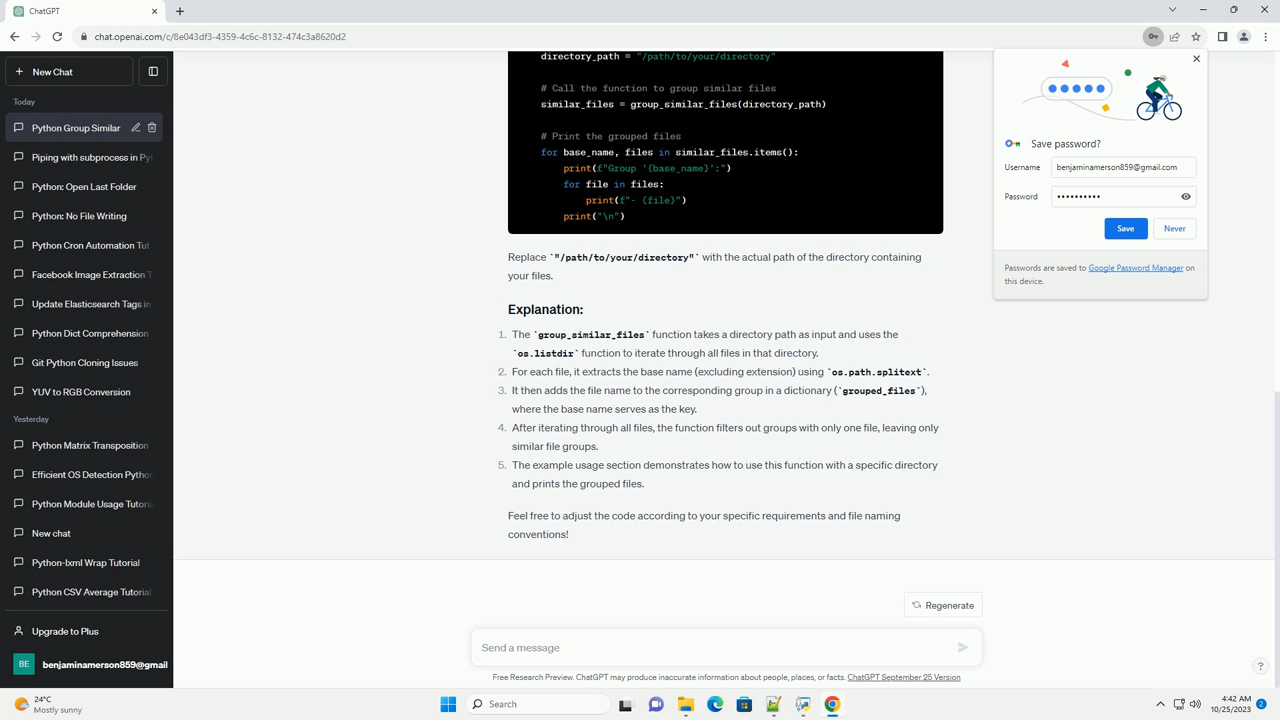 ChatGPT
chat.openai.com/c/8e043df3-4359-4c6c-8132-474c3a8620d2
New Chat
Today
Python Group Similar
Piping with subprocess in Pyt
Python: Open Last Folder
Python: No File Writing
Python Cron Automation Tut
Facebook Image Extraction T
Update Elasticsearch Tags in
Python Dict Comprehension
Git Python Cloning Issues
YUV to RGB Conversion
Yesterday
Python Matrix Transposition
Efficient OS Detection Python
Python Module Usage Tutoria
New chat
Python-lxml Wrap Tutorial
Python CSV Average Tutorial
Upgrade to Plus
BE
benjaminamerson859@gmail
directory_path = "/path/to/your/directory"
# Call the function to group similar files
similar_files = group_similar_files(directory_path)
# Print the grouped files
for base_name, files in similar_files.items():
print(f"Group '{base_name}':")
for file in files:
print(f"- {file}")
print("\n")
Replace `"/path/to/your/directory"` with the actual path of the directory containing
your files.
Explanation:
1. The `group_similar_files` function takes a directory path as input and uses the
`os.listdir` function to iterate through all files in that directory.
2. For each file, it extracts the base name (excluding extension) using `os.path.splitext`.
3. It then adds the file name to the corresponding group in a dictionary (`grouped_files`),
where the base name serves as the key.
4. After iterating through all files, the function filters out groups with only one file, leaving only
similar file groups.
5. The example usage section demonstrates how to use this function with a specific directory
and prints the grouped files.
Feel free to adjust the code according to your specific requirements and file naming
conventions!
Regenerate
Send a message
Free Research Preview. ChatGPT may produce inaccurate information about people, places, or facts. ChatGPT September 25 Version
?
Save password?
Username benjaminamerson859@gmail.com
Password ••••••••••
Save Never
Passwords are saved to Google Password Manager on
this device.
24°C
Mostly sunny
Search
4:42 AM
10/25/2023
2